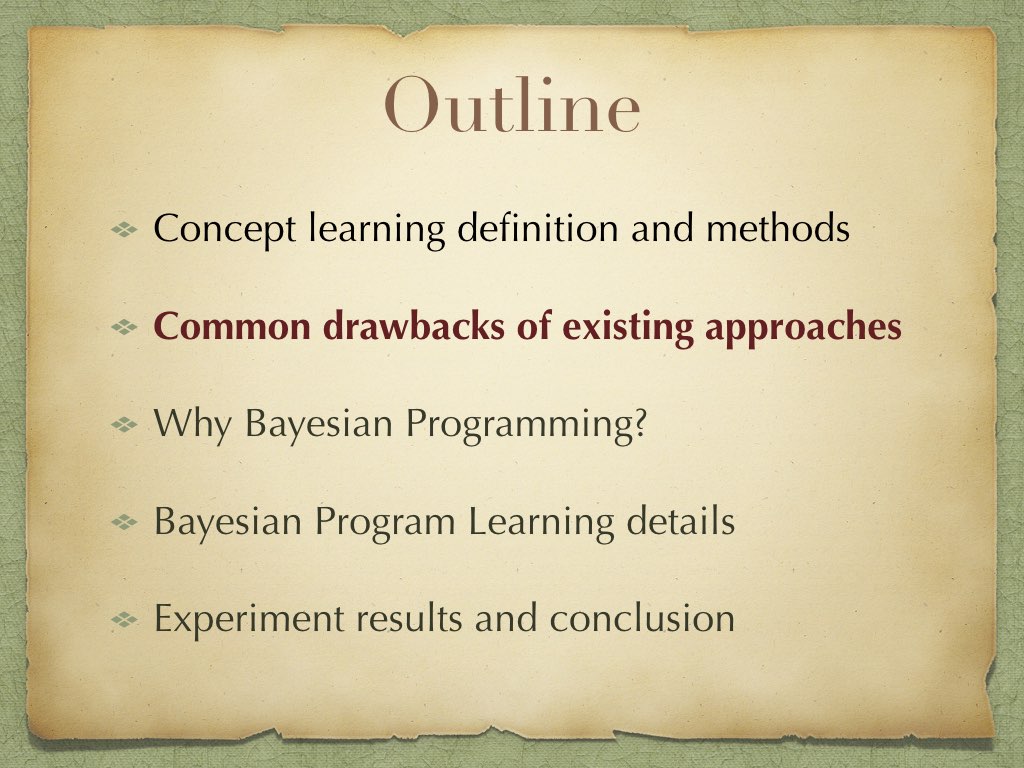 Outline
Concept learning definition and methods
Common drawbacks of existing approaches
Why Bayesian Programming?
Bayesian Program Learning details
Experiment results and conclusion